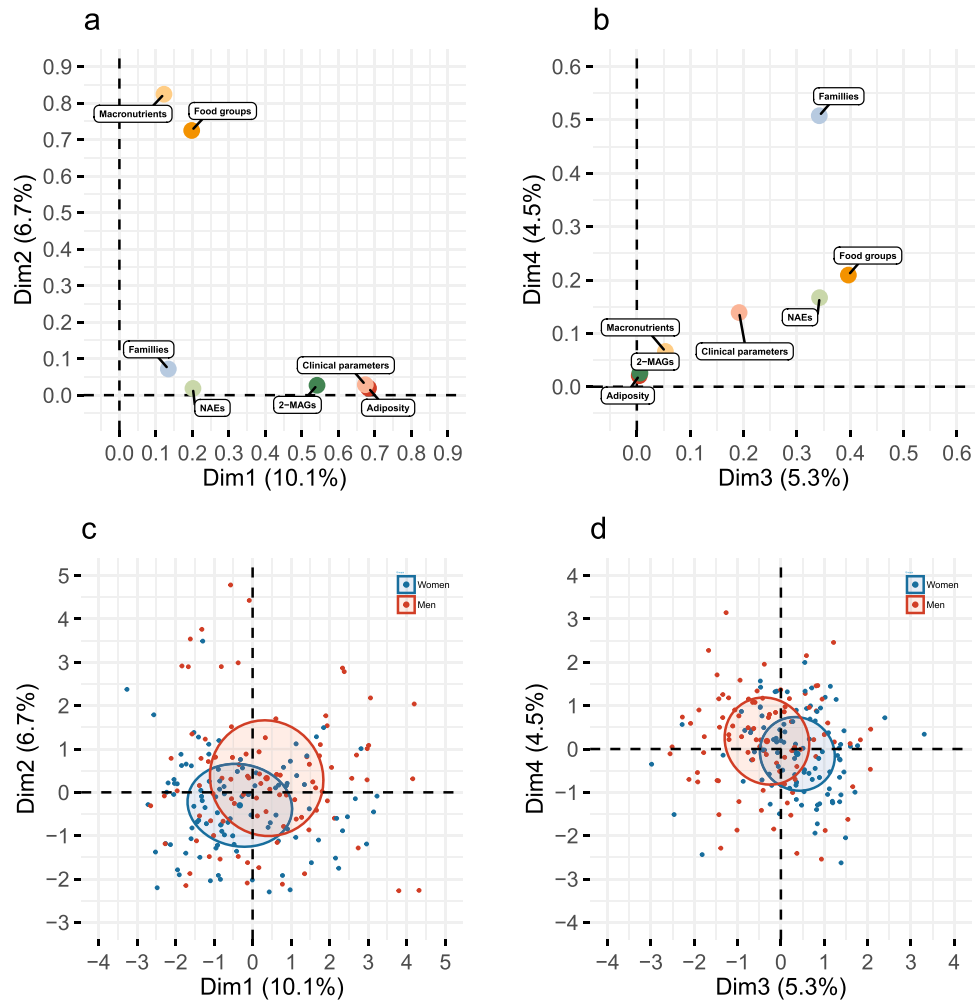 a
0.9
0.8
0.7
0.6
0.5
0.4
0.3
0.2
0.1
0.0
Dim2 (6.7%)
Macronutrients
Food groups
Famillies
NAEs
2−MAGs
Clinical parameters
Adiposity
0.0 0.1 0.2 0.3 0.4 0.5 0.6 0.7 0.8 0.9
Dim1 (10.1%)
b
0.6
0.5
0.4
0.3
0.2
0.1
0.0
Dim4 (4.5%)
Famillies
Food groups
NAEs
Macronutrients
Clinical parameters
2−MAGs
Adiposity
0.0 0.1 0.2 0.3 0.4 0.5 0.6
Dim3 (5.3%)
c
5
4
3
2
1
0
−1
−2
−3
Dim2 (6.7%)
Women
Men
−4 −3 −2 −1 0 1 2 3 4 5
Dim1 (10.1%)
d
4
3
2
1
0
−1
−2
−3
−4
Dim4 (4.5%)
Women
Men
−4 −3 −2 −1 0 1 2 3 4
Dim3 (5.3%)